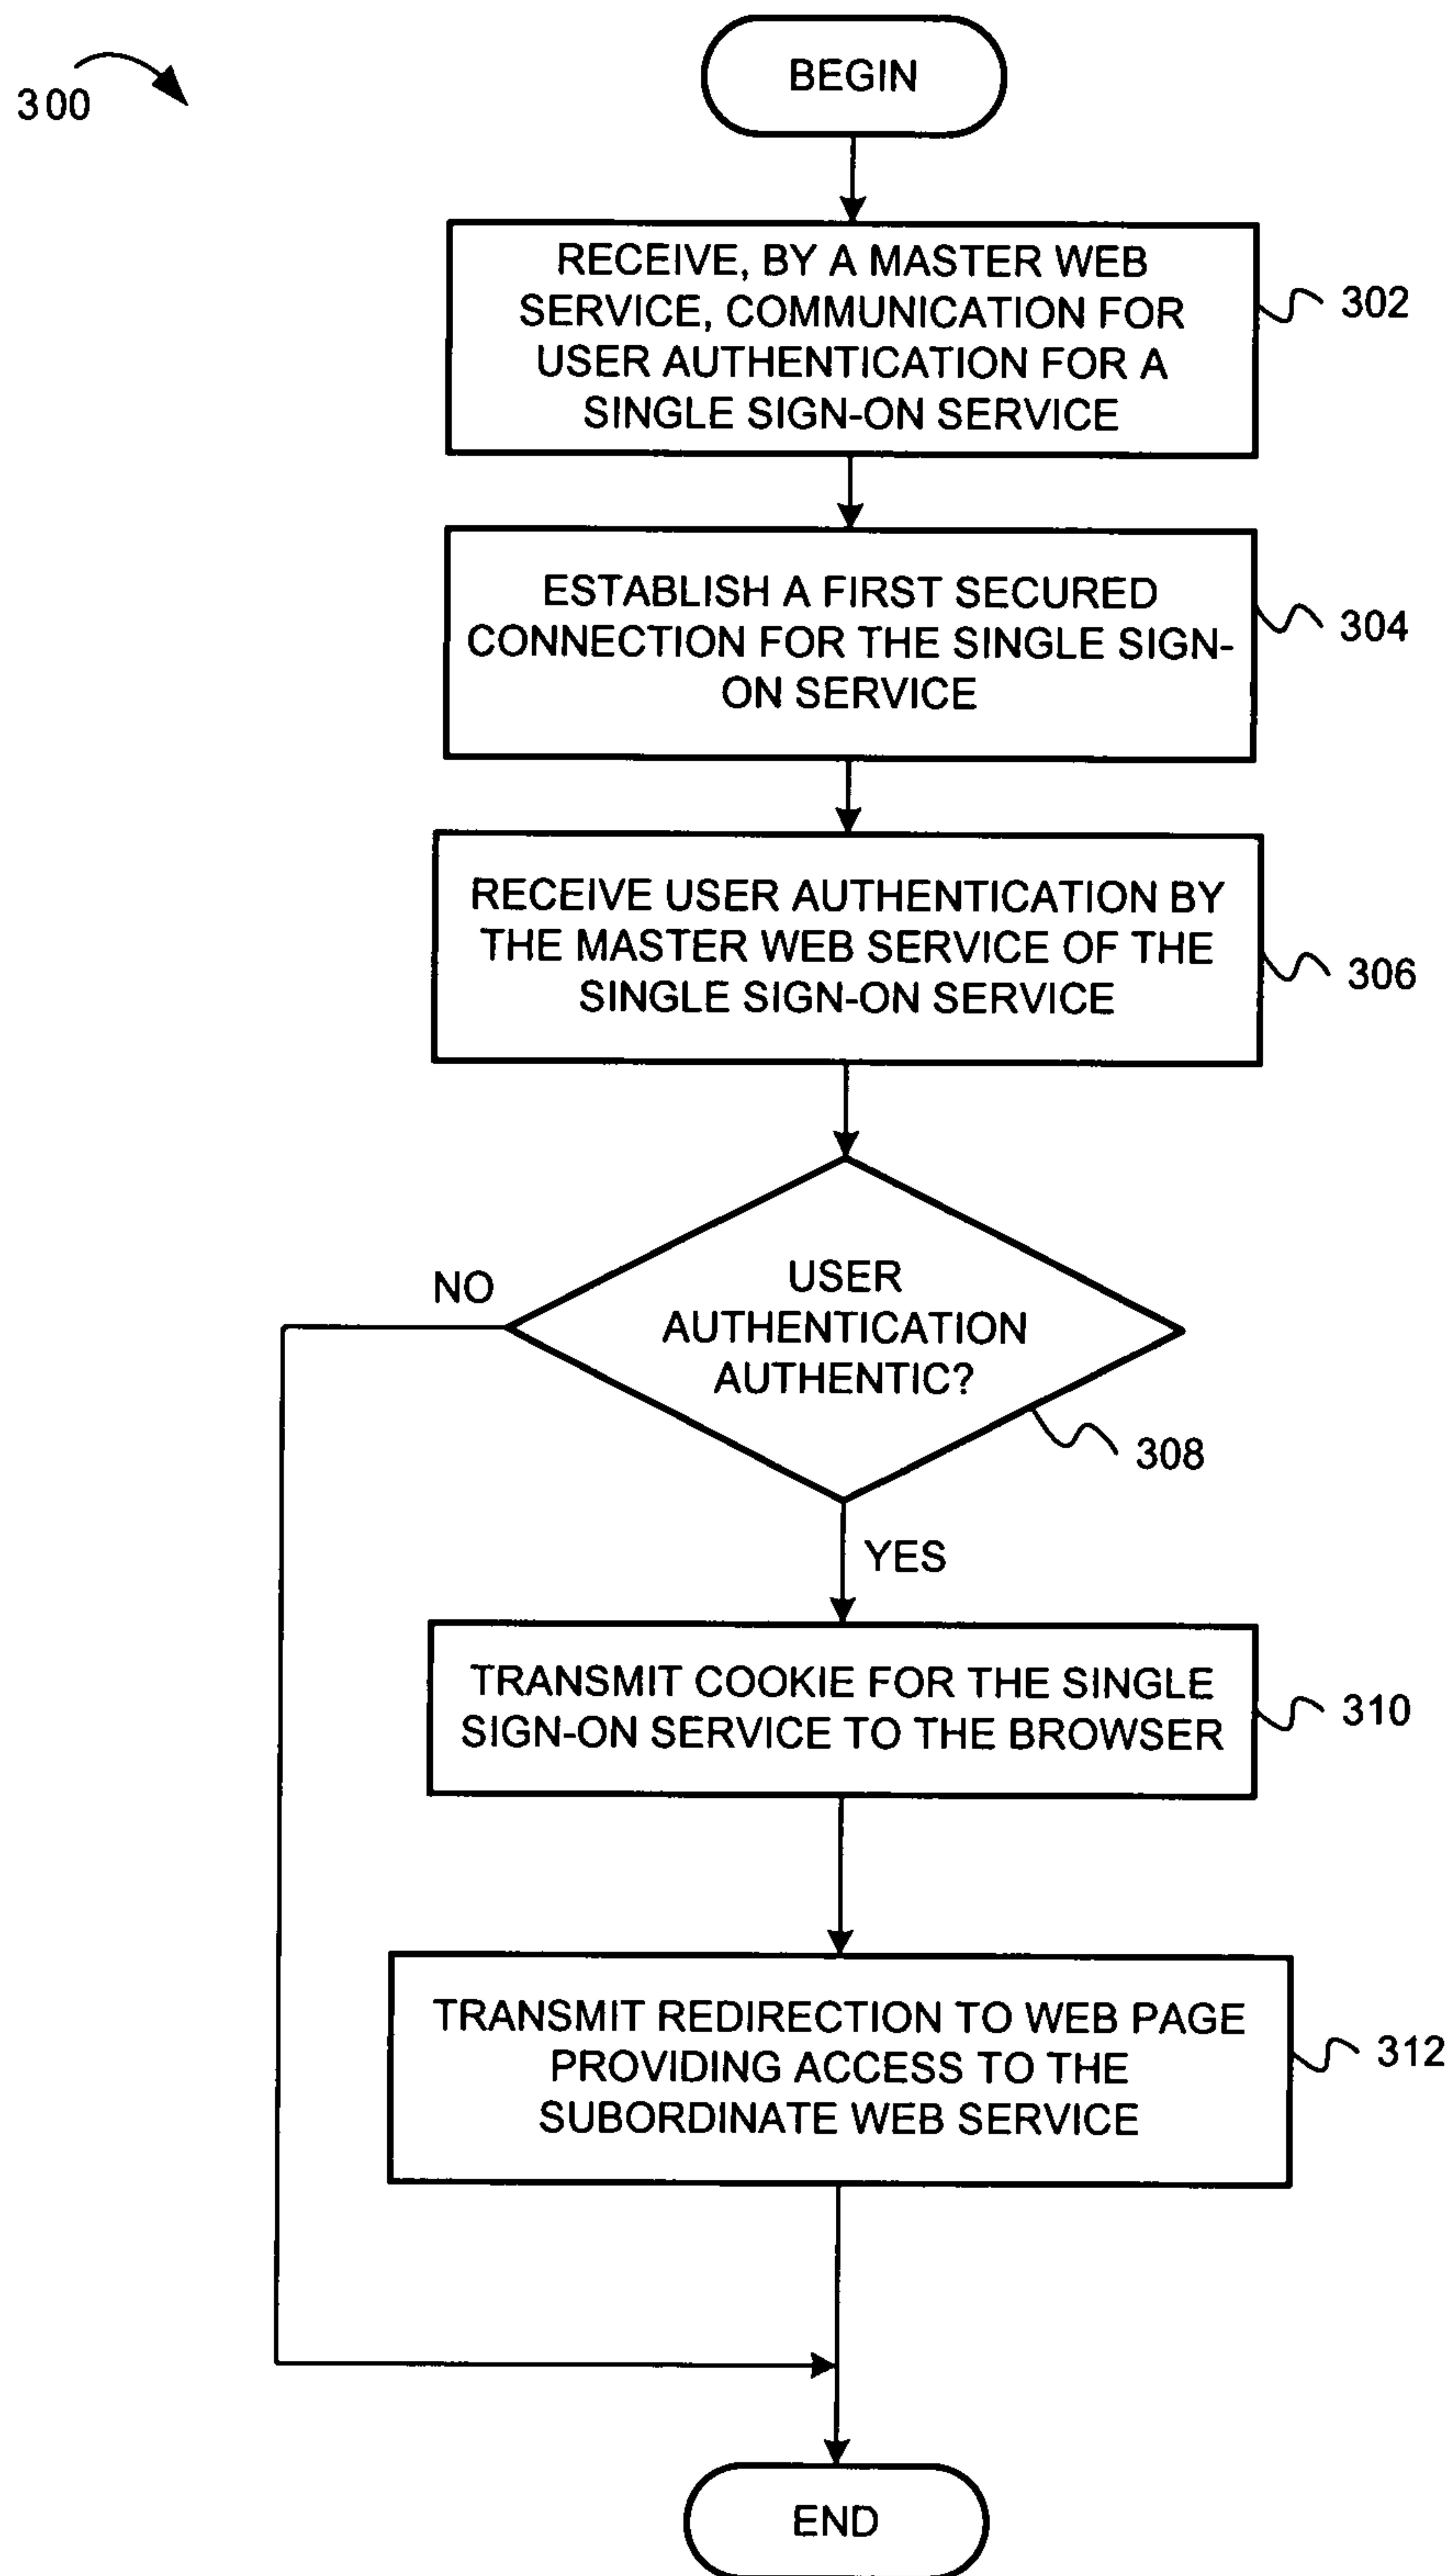 300
BEGIN
RECEIVE, BY A MASTER WEB
SERVICE, COMMUNICATION FOR
USER AUTHENTICATION FOR A
SINGLE SIGN-ON SERVICE
302
ESTABLISH A FIRST SECURED
CONNECTION FOR THE SINGLE SIGN-
ON SERVICE
304
RECEIVE USER AUTHENTICATION BY
THE MASTER WEB SERVICE OF THE
SINGLE SIGN-ON SERVICE
306
USER
AUTHENTICATION
AUTHENTIC?
NO
308
YES
TRANSMIT COOKIE FOR THE SINGLE
SIGN-ON SERVICE TO THE BROWSER
310
TRANSMIT REDIRECTION TO WEB PAGE
PROVIDING ACCESS TO THE
SUBORDINATE WEB SERVICE
312
END